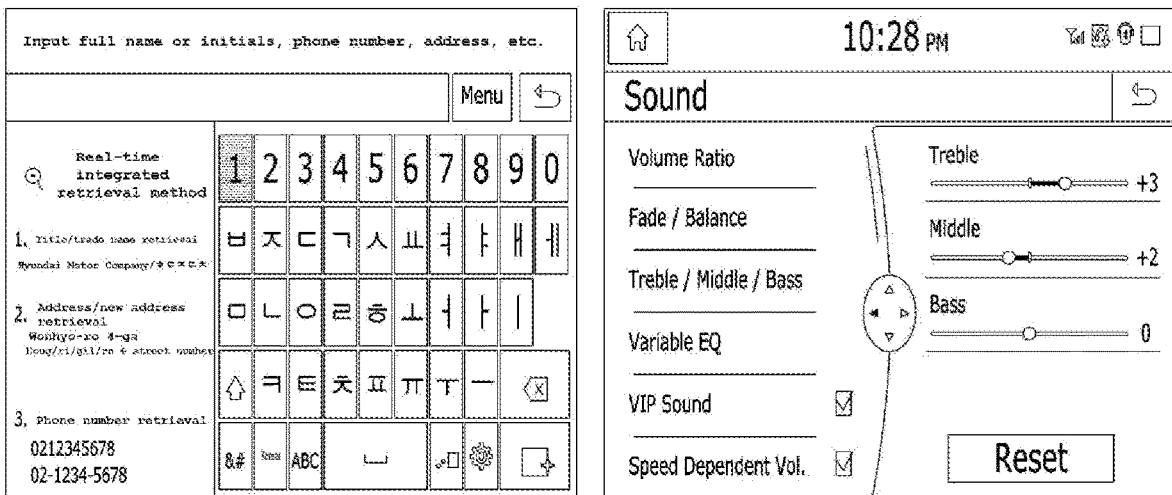 Input full name or initials, phone number, address, etc.
Menu
Real-time
integrated
retrieval method
1. Title/trade name retrieval
Hyundai Motor Company/
2. Address/new address
retrieval
Wonhyo-ro 4-ga
Dong/ri/gil/ro street number
3. Phone number retrieval
0212345678
02-1234-5678
1 2 3 4 5 6 7 8 9 0
ㅂ ㅈ ㄷ ㄱ ㅅ ㅛ ㅕ ㅑ ㅐ ㅔ
ㅁ ㄴ ㅇ ㄹ ㅎ ㅗ ㅓ ㅏ ㅣ
ㅋ ㅌ ㅊ ㅍ ㅠ ㅜ ㅡ X
&# ABC
10:28 PM
Sound
Volume Ratio
Fade / Balance
Treble / Middle / Bass
Variable EQ
VIP Sound
Speed Dependent Vol.
Treble
+3
Middle
+2
Bass
0
Reset